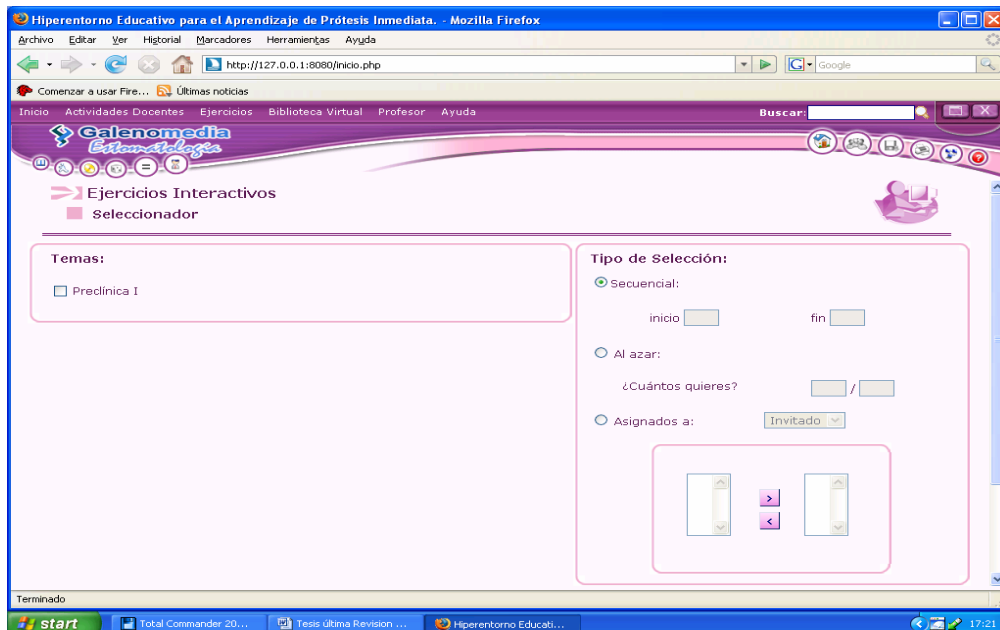 Hiperentorno Educativo para el Aprendizaje de Prótesis Inmediata. - Mozilla Firefox
Archivo Editar Ver Historial Marcadores Herramientas Ayuda
http://127.0.0.1:8080/inicio.php
G Google
Comenzar a usar Fire... Últimas noticias
Inicio Actividades Docentes Ejercicios Biblioteca Virtual Profesor Ayuda Buscar:
Galenomedia
Estomatología
Ejercicios Interactivos
Seleccionador
Temas:
Preclínica I
Tipo de Selección:
Secuencial:
inicio fin
Al azar:
¿Cuántos quieres? /
Asignados a: Invitado
>
<
Terminado
start Total Commander 20... Tesis última Revision ... Hiperentorno Educati... 17:21